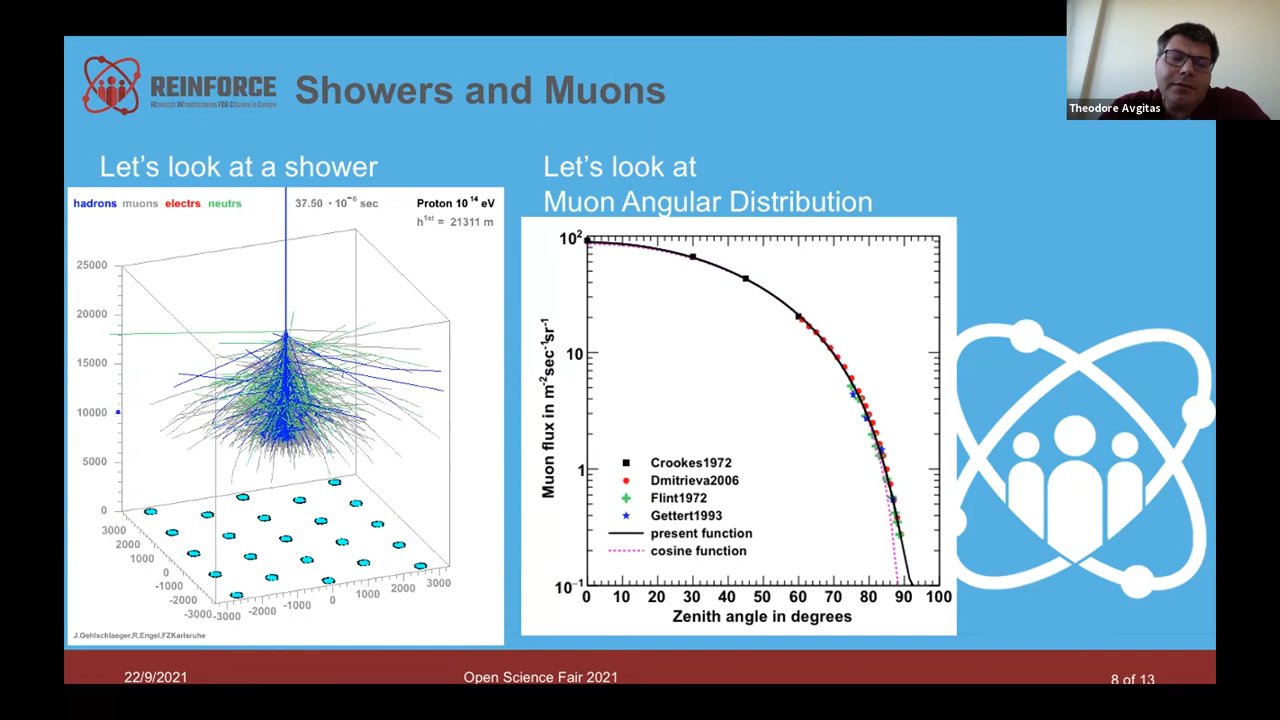 Theodore Avgitas
REINFORCE
REsearch INfrastructures FOR Citizens in Europe
Showers and Muons
Let's look at a shower
hadrons muons electrs neutrs
37.50 · 10⁻⁶ sec
Proton 10¹⁴ eV
h¹ˢᵗ = 21311 m
25000
20000
15000
10000
5000
0
3000
2000
1000
0
-1000
-2000
-3000
-3000
-2000
-1000
0
1000
2000
3000
J.Oehlschlaeger,R.Engel,FZKarlsruhe
Let's look at
Muon Angular Distribution
Muon flux in m⁻²sec⁻¹sr⁻¹
10²
10
1
10⁻¹
Crookes1972
Dmitrieva2006
Flint1972
Gettert1993
present function
cosine function
0 10 20 30 40 50 60 70 80 90 100
Zenith angle in degrees
22/9/2021
Open Science Fair 2021
8 of 13